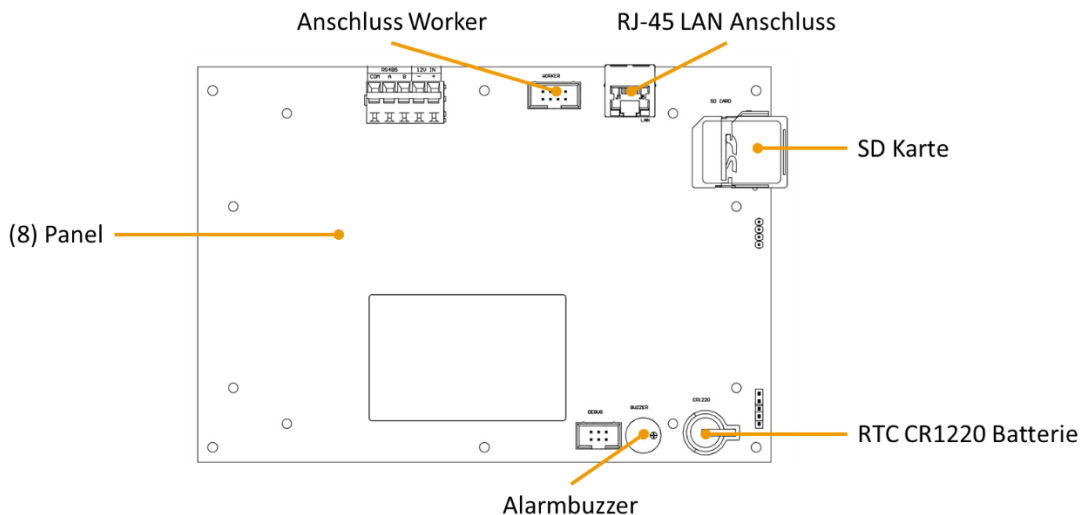 Anschluss Worker
RJ-45 LAN Anschluss
RS485 12V IN
COM A B - +
WORKER
LAN
SD CARD
SD Karte
(8) Panel
DEBUG
BUZZER
CR1220
RTC CR1220 Batterie
Alarmbuzzer